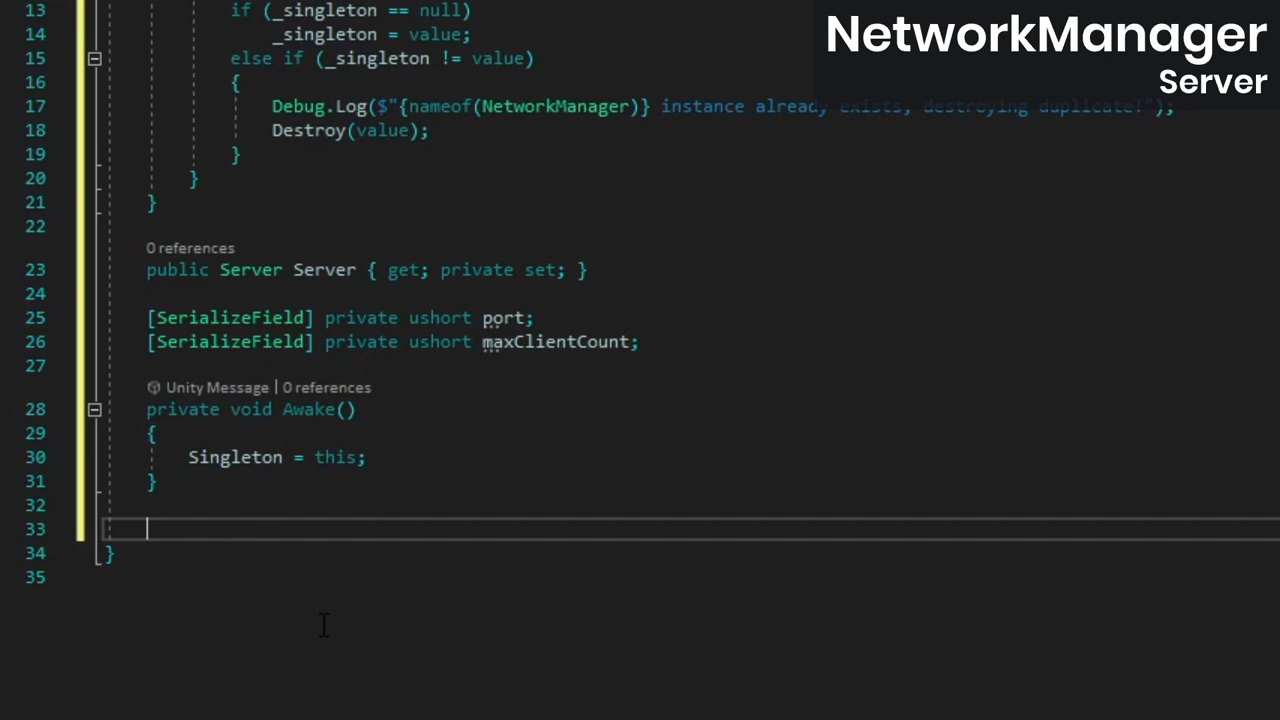 NetworkManager
Server
13 if (_singleton == null)
14 _singleton = value;
15 else if (_singleton != value)
16 {
17 Debug.Log($"{nameof(NetworkManager)} instance already exists, destroying duplicate!");
18 Destroy(value);
19 }
20 }
21 }
22
0 references
23 public Server Server { get; private set; }
24
25 [SerializeField] private ushort port;
26 [SerializeField] private ushort maxClientCount;
27
Unity Message | 0 references
28 private void Awake()
29 {
30 Singleton = this;
31 }
32
33
34 }
35